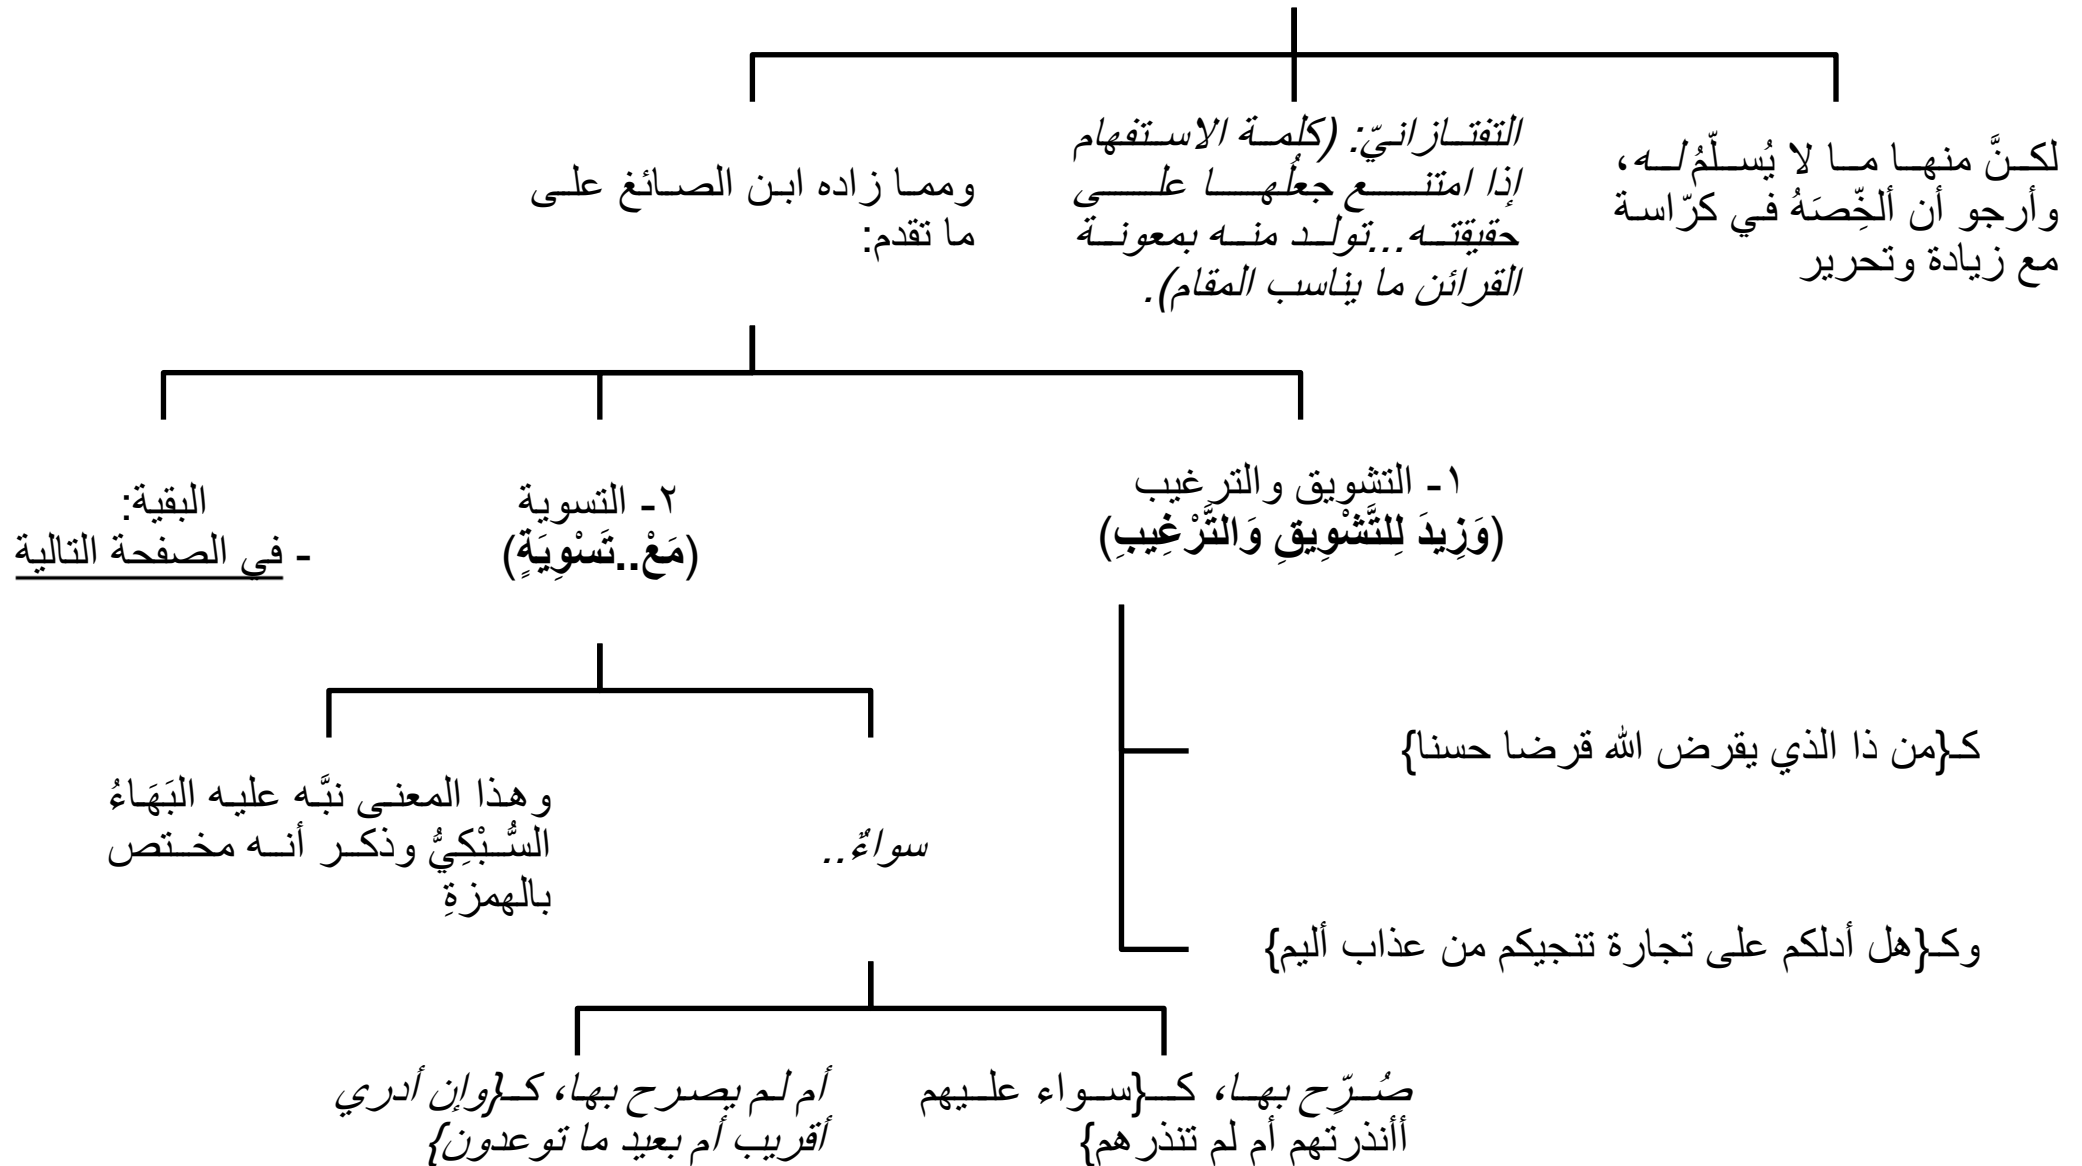 لكنَّ منها ما لا يُسلّمُ له،
وأرجو أن ألخِّصَهُ في كرّاسة
مع زيادة وتحرير
التفتازانيّ: (كلمة الاستفهام
إذا امتنع جعلُها على
حقيقته...تولد منه بمعونة
القرائن ما يناسب المقام).
ومما زاده ابن الصائغ على
ما تقدم:
١- التشويق والترغيب
(وَزِيدَ لِلتَّشْوِيقِ وَالتَّرْغِيبِ)
٢- التسوية
(مَعْ..تَسْوِيَةٍ)
البقية:
- في الصفحة التالية
كـ{من ذا الذي يقرض الله قرضا حسنا}
وكـ{هل أدلكم على تجارة تنجيكم من عذاب أليم}
سواءٌ..
وهذا المعنى نبَّه عليه البَهَاءُ
السُّبْكِيُّ وذكر أنه مختص
بالهمزةِ
صُرِّح بها، كـ{سواء عليهم
أأنذرتهم أم لم تنذرهم}
أم لم يصرح بها، كـ{وإن أدري
أقريب أم بعيد ما توعدون}